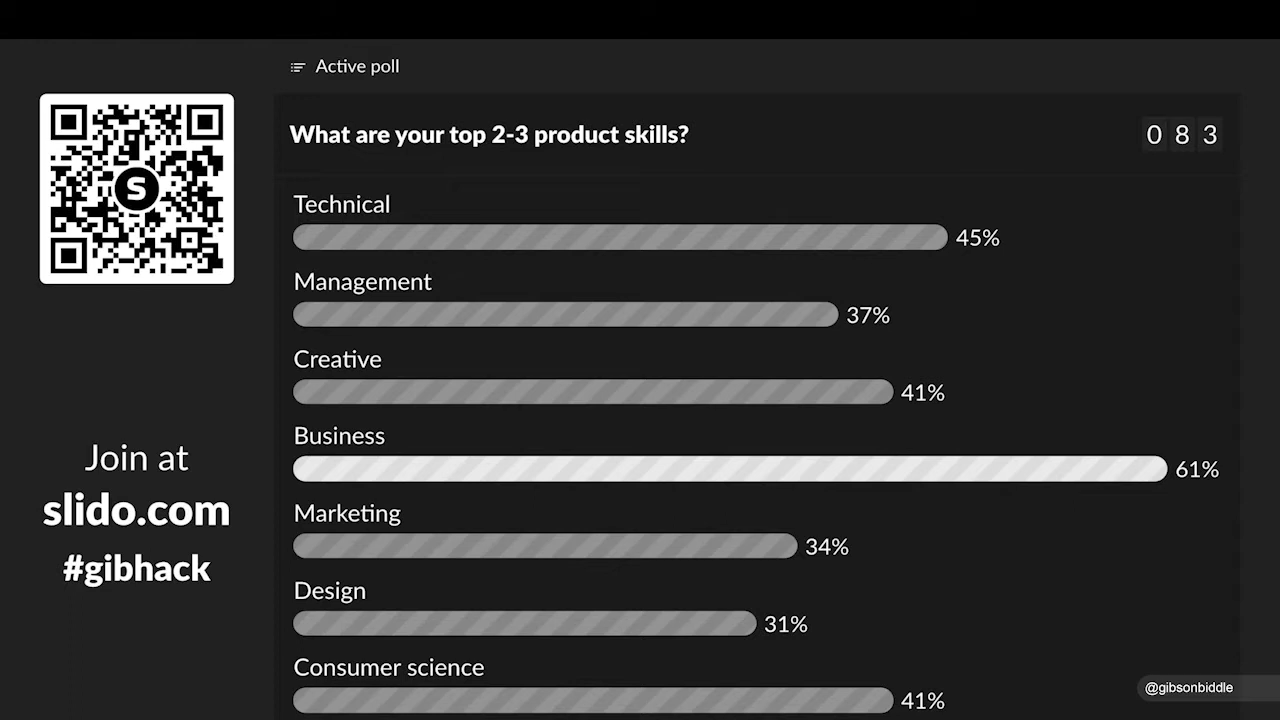 Active poll
What are your top 2-3 product skills?
0 8 3
Technical
45%
Management
37%
Creative
41%
Business
61%
Marketing
34%
Design
31%
Consumer science
41%
S
Join at
slido.com
#gibhack
@gibsonbiddle